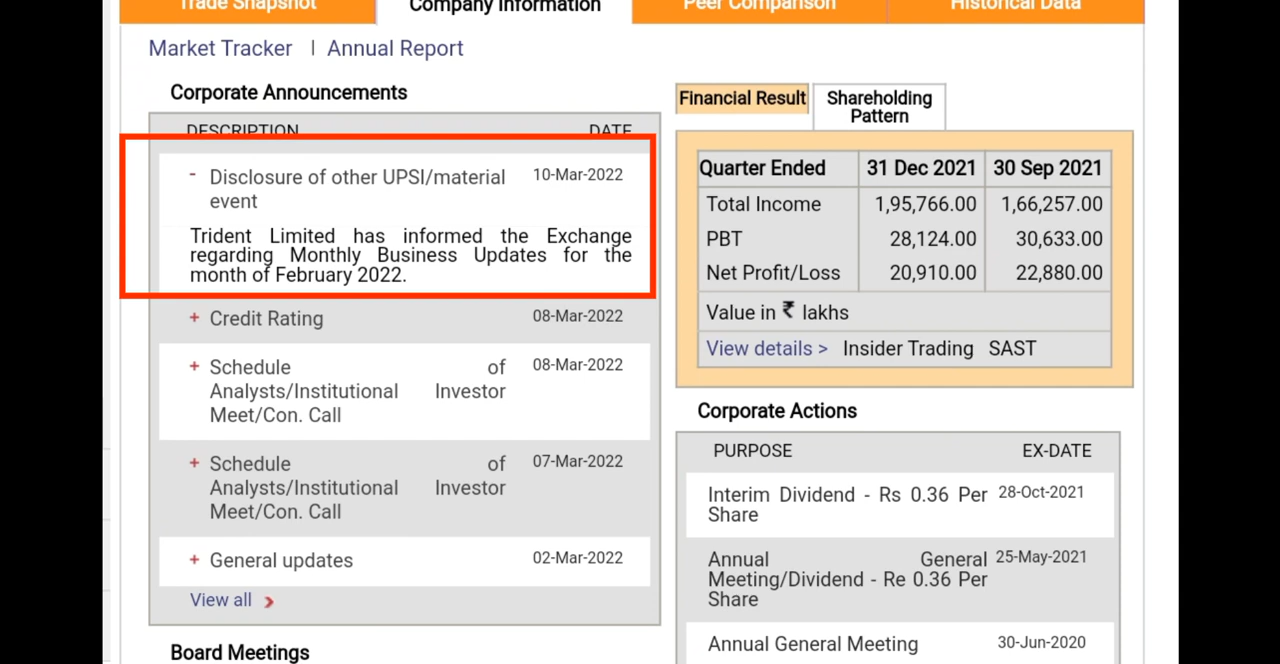 Trade Snapshot
Company Information
Peer Comparison
Historical Data
Market Tracker | Annual Report
Corporate Announcements
DESCRIPTION DATE
- Disclosure of other UPSI/material 10-Mar-2022
event
Trident Limited has informed the Exchange
regarding Monthly Business Updates for the
month of February 2022.
+ Credit Rating 08-Mar-2022
+ Schedule of 08-Mar-2022
Analysts/Institutional Investor
Meet/Con. Call
+ Schedule of 07-Mar-2022
Analysts/Institutional Investor
Meet/Con. Call
+ General updates 02-Mar-2022
View all >
Board Meetings
Financial Result
Shareholding
Pattern
Quarter Ended 31 Dec 2021 30 Sep 2021
Total Income 1,95,766.00 1,66,257.00
PBT 28,124.00 30,633.00
Net Profit/Loss 20,910.00 22,880.00
Value in ₹ lakhs
View details > Insider Trading SAST
Corporate Actions
PURPOSE EX-DATE
Interim Dividend - Rs 0.36 Per 28-Oct-2021
Share
Annual General 25-May-2021
Meeting/Dividend - Re 0.36 Per
Share
Annual General Meeting 30-Jun-2020